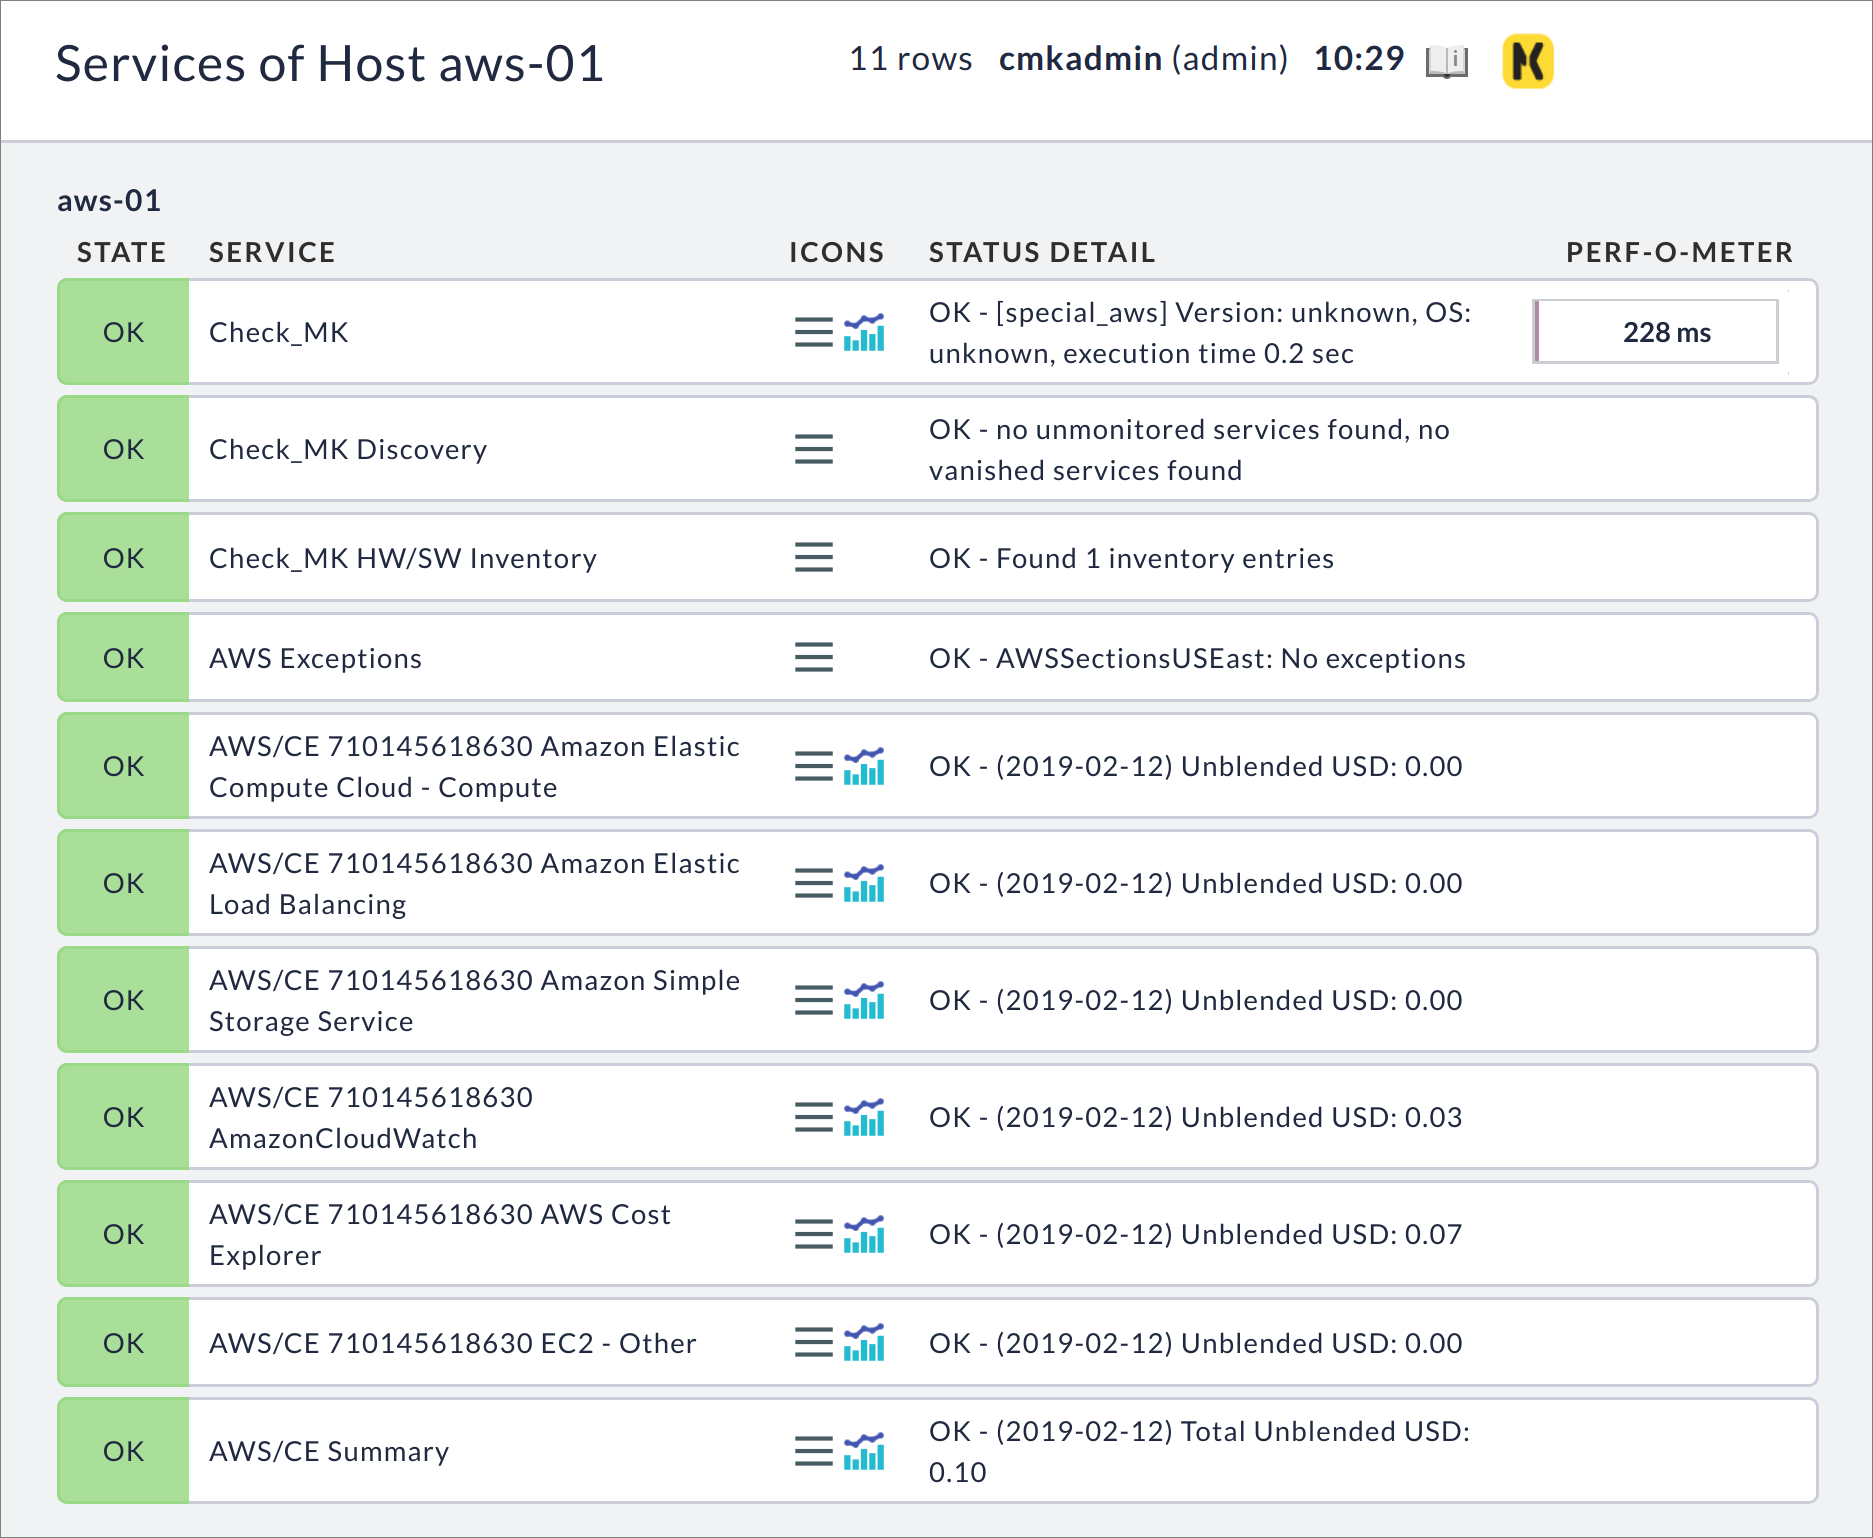 Services of Host aws-01
11 rows cmkadmin (admin) 10:29
aws-01
STATE SERVICE ICONS STATUS DETAIL PERF-O-METER
OK Check_MK OK - [special_aws] Version: unknown, OS:
unknown, execution time 0.2 sec
228 ms
OK Check_MK Discovery OK - no unmonitored services found, no
vanished services found
OK Check_MK HW/SW Inventory OK - Found 1 inventory entries
OK AWS Exceptions OK - AWSSectionsUSEast: No exceptions
OK AWS/CE 710145618630 Amazon Elastic
Compute Cloud - Compute
OK - (2019-02-12) Unblended USD: 0.00
OK AWS/CE 710145618630 Amazon Elastic
Load Balancing
OK - (2019-02-12) Unblended USD: 0.00
OK AWS/CE 710145618630 Amazon Simple
Storage Service
OK - (2019-02-12) Unblended USD: 0.00
OK AWS/CE 710145618630
AmazonCloudWatch
OK - (2019-02-12) Unblended USD: 0.03
OK AWS/CE 710145618630 AWS Cost
Explorer
OK - (2019-02-12) Unblended USD: 0.07
OK AWS/CE 710145618630 EC2 - Other OK - (2019-02-12) Unblended USD: 0.00
OK AWS/CE Summary OK - (2019-02-12) Total Unblended USD:
0.10